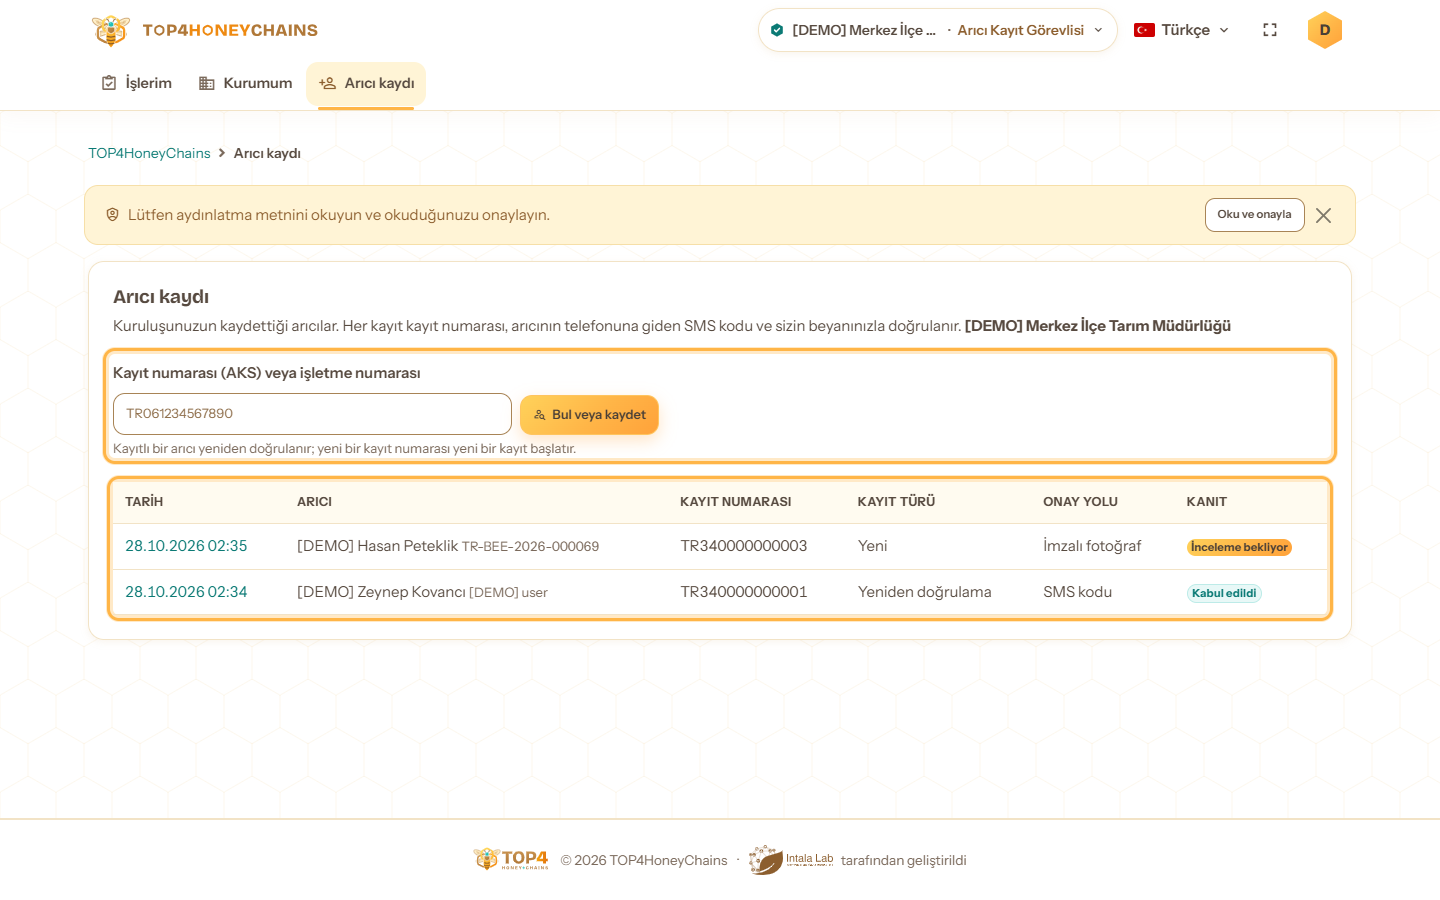 TOP4HONEYCHAINS
[DEMO] Merkez İlçe ... · Arıcı Kayıt Görevlisi
Türkçe
D
İşlerim
Kurumum
Arıcı kaydı
TOP4HoneyChains > Arıcı kaydı
Lütfen aydınlatma metnini okuyun ve okuduğunuzu onaylayın.
Oku ve onayla
Arıcı kaydı
Kuruluşunuzun kaydettiği arıcılar. Her kayıt kayıt numarası, arıcının telefonuna giden SMS kodu ve sizin beyanınızla doğrulanır. [DEMO] Merkez İlçe Tarım Müdürlüğü
Kayıt numarası (AKS) veya işletme numarası
TR061234567890
Bul veya kaydet
Kayıtlı bir arıcı yeniden doğrulanır; yeni bir kayıt numarası yeni bir kayıt başlatır.
TARİH ARICI KAYIT NUMARASI KAYIT TÜRÜ ONAY YOLU KANIT
28.10.2026 02:35 [DEMO] Hasan Peteklik TR-BEE-2026-000069 TR340000000003 Yeni İmzalı fotoğraf İnceleme bekliyor
28.10.2026 02:34 [DEMO] Zeynep Kovancı [DEMO] user TR340000000001 Yeniden doğrulama SMS kodu Kabul edildi
TOP4 HONEYCHAINS © 2026 TOP4HoneyChains · Intala Lab tarafından geliştirildi